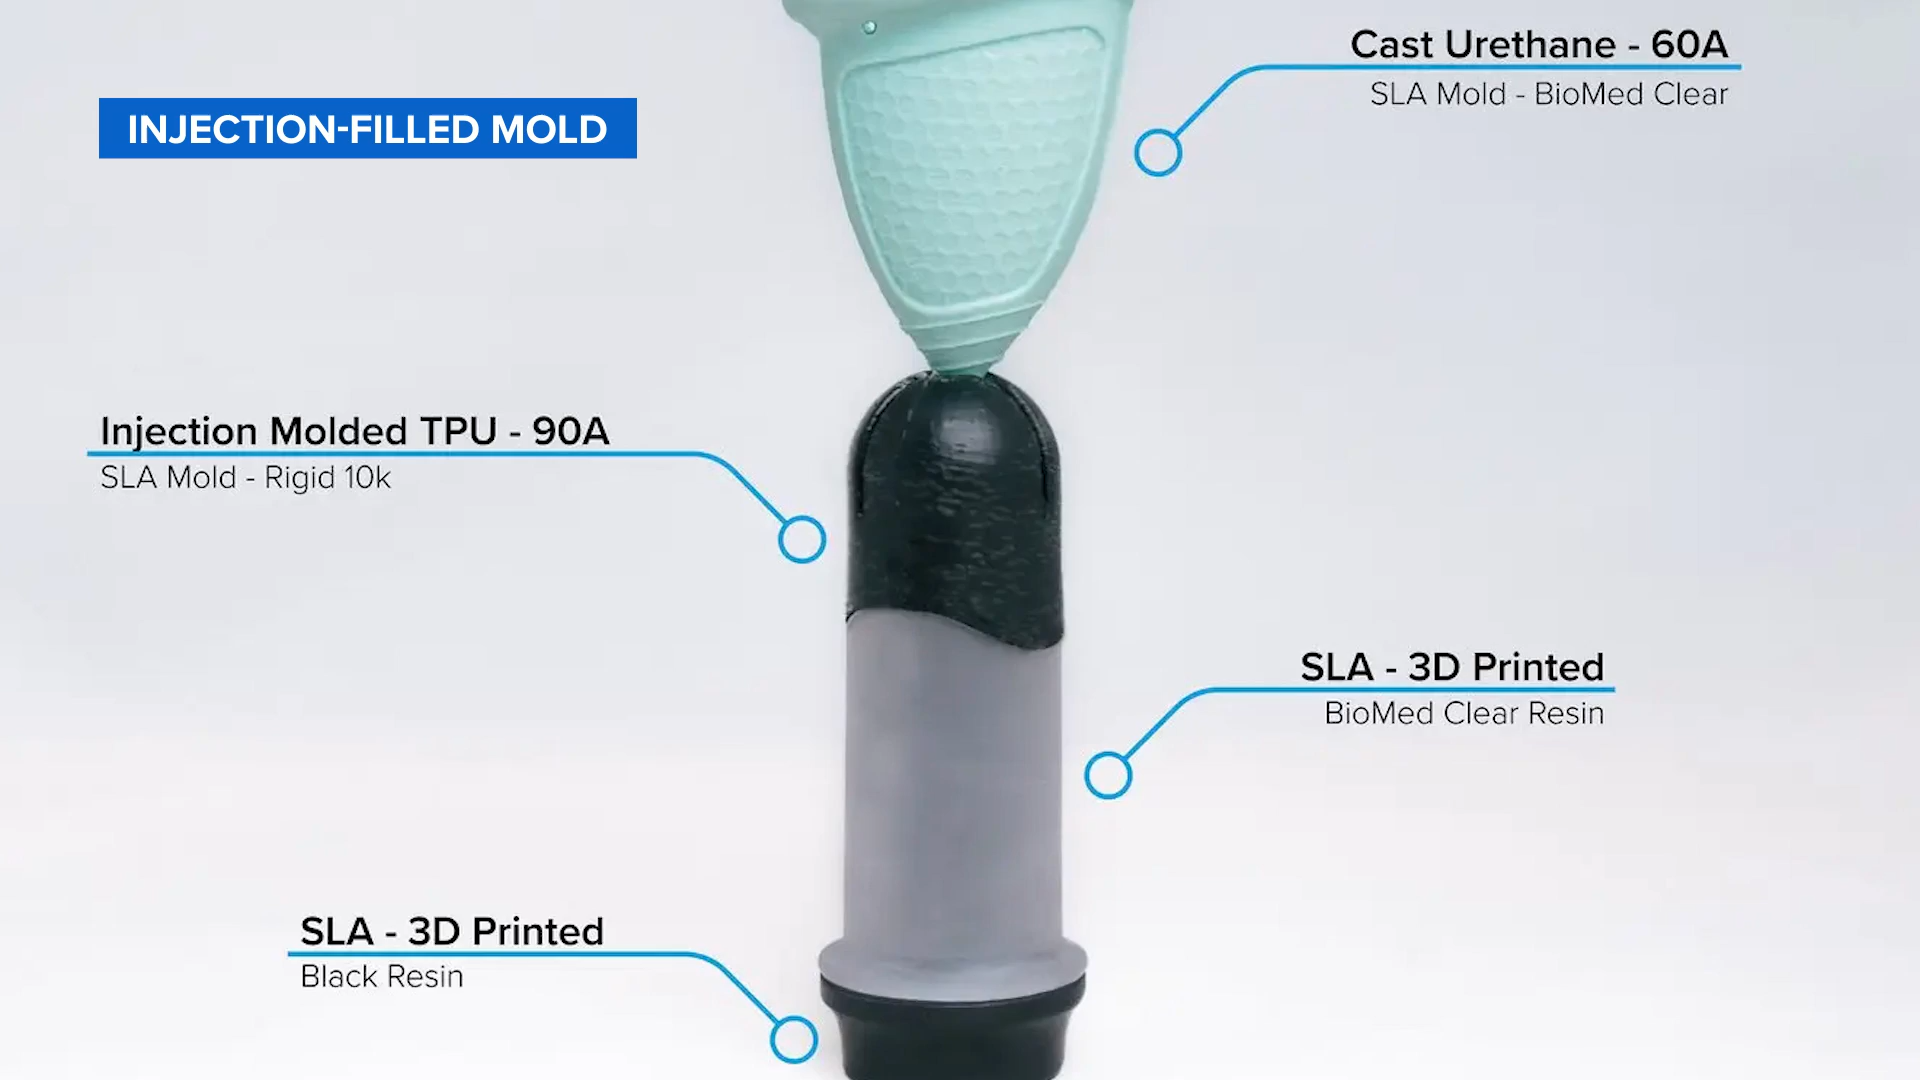 INJECTION-FILLED MOLD
Cast Urethane - 60A
SLA Mold - BioMed Clear
Injection Molded TPU - 90A
SLA Mold - Rigid 10k
SLA - 3D Printed
BioMed Clear Resin
SLA - 3D Printed
Black Resin